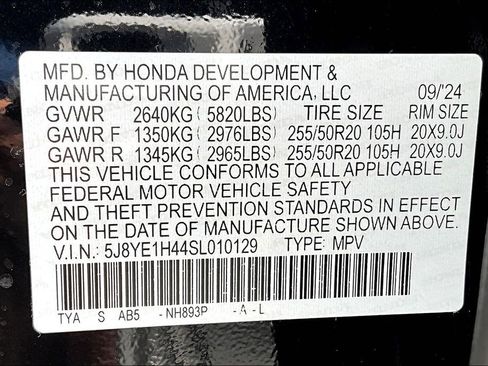 MFD. BY HONDA DEVELOPMENT &
MANUFACTURING OF AMERICA, LLC 09/'24
GVWR 2640KG(5820LBS) TIRE SIZE RIM SIZE
GAWR F 1350KG(2976LBS) 255/50R20 105H 20X9.0J
GAWR R 1345KG(2965LBS) 255/50R20 105H 20X9.0J
THIS VEHICLE CONFORMS TO ALL APPLICABLE
FEDERAL MOTOR VEHICLE SAFETY
AND THEFT PREVENTION STANDARDS IN EFFECT
ON THE DATE OF MANUFACTURE SHOWN ABOVE.
V.I.N.: 5J8YE1H44SL010129 TYPE: MPV
TYA S AB5 -NH893P -A-L